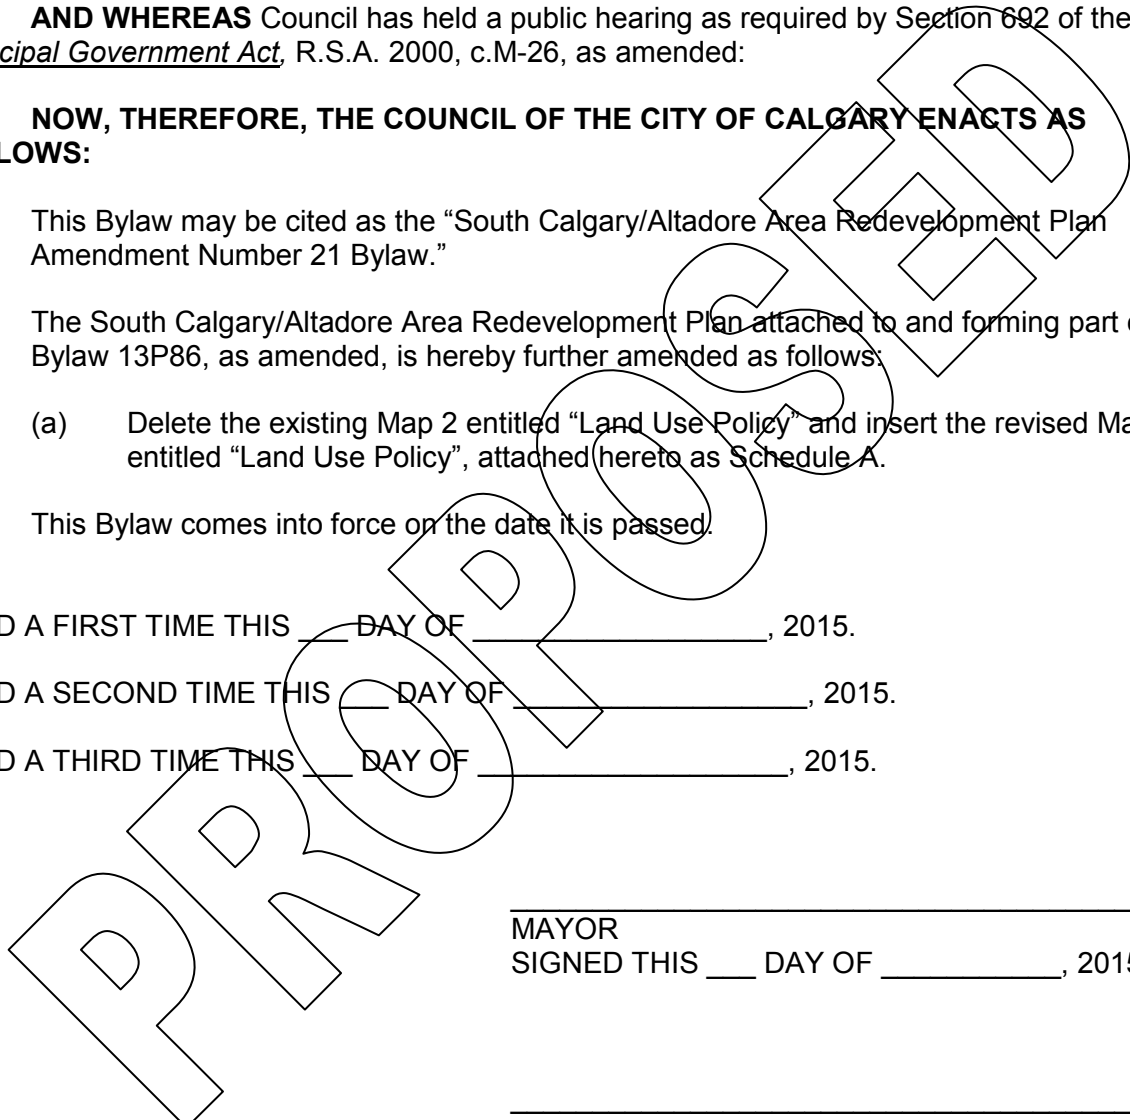 AND WHEREAS Council has held a public hearing as required by Section 692 of the
cipal Government Act, R.S.A. 2000, c.M-26, as amended:
NOW, THEREFORE, THE COUNCIL OF THE CITY OF CALGARY ENACTS AS
LOWS:
This Bylaw may be cited as the “South Calgary/Altadore Area Redevelopment Plan
Amendment Number 21 Bylaw.”
The South Calgary/Altadore Area Redevelopment Plan attached to and forming part
Bylaw 13P86, as amended, is hereby further amended as follows:
(a) Delete the existing Map 2 entitled “Land Use Policy” and insert the revised Ma
entitled “Land Use Policy”, attached hereto as Schedule A.
This Bylaw comes into force on the date it is passed.
D A FIRST TIME THIS ___ DAY OF __________________, 2015.
D A SECOND TIME THIS ___ DAY OF __________________, 2015.
D A THIRD TIME THIS ___ DAY OF ___________________, 2015.
MAYOR
SIGNED THIS ___ DAY OF ___________, 2015
PROPOSED